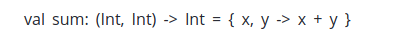 val sum: (Int, Int) -> Int = { x, y -> x + y }